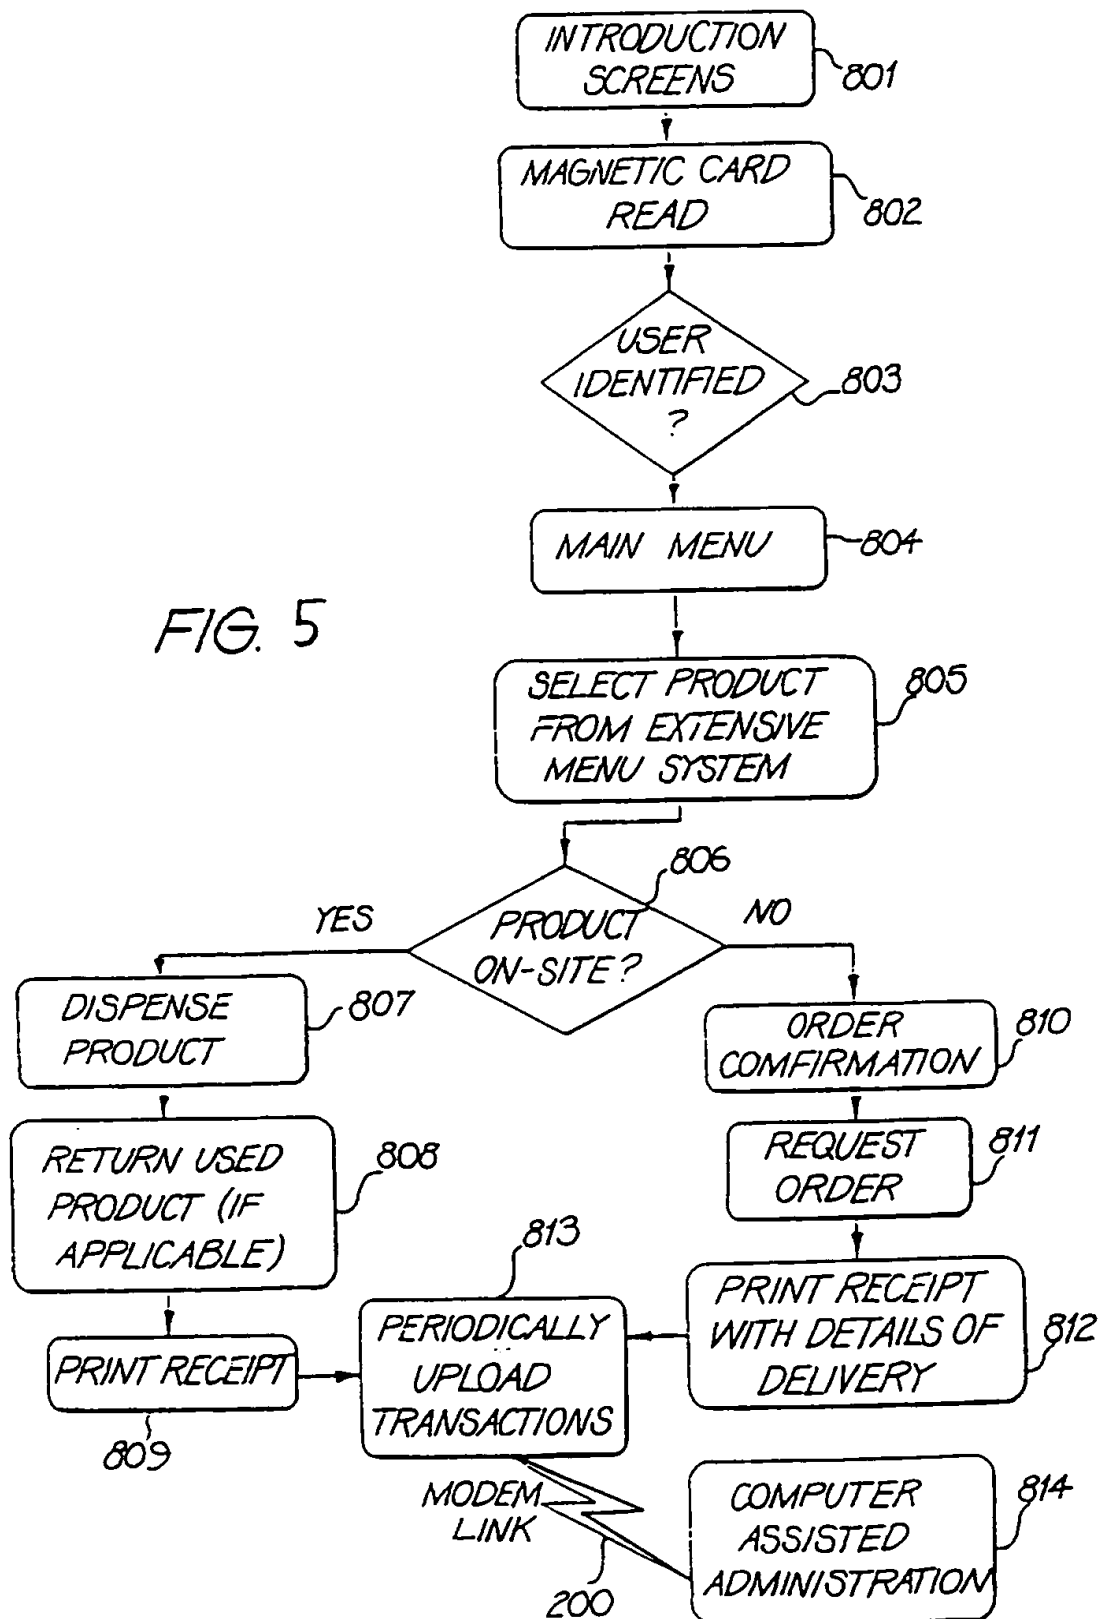 INTRODUCTION
SCREENS
801
MAGNETIC CARD
READ
802
USER
IDENTIFIED
?
803
MAIN MENU
804
FIG. 5
SELECT PRODUCT
FROM EXTENSIVE
MENU SYSTEM
805
806
YES
PRODUCT
ON-SITE?
NO
DISPENSE
PRODUCT
807
ORDER
COMFIRMATION
810
RETURN USED
PRODUCT (IF
APPLICABLE)
808
REQUEST
ORDER
811
813
PRINT RECEIPT
WITH DETAILS OF
DELIVERY
812
PRINT RECEIPT
809
PERIODICALLY
UPLOAD
TRANSACTIONS
MODEM
LINK
200
COMPUTER
ASSISTED
ADMINISTRATION
814